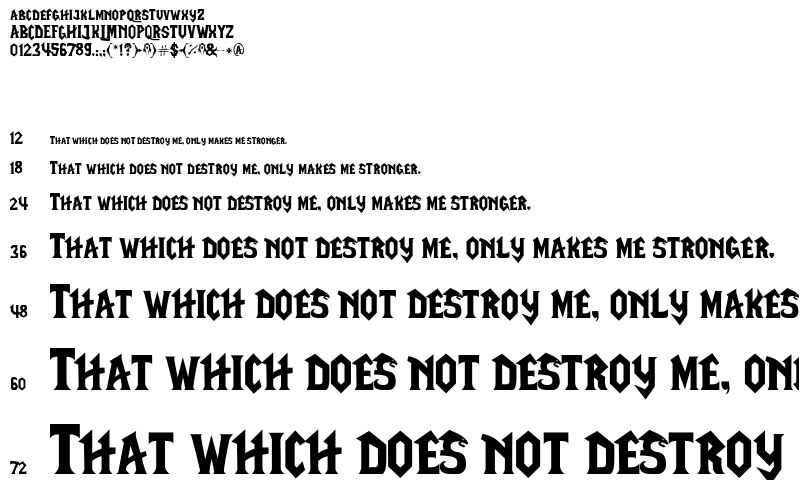 ABCDEFGHIJKLMNOPQRSTUVWXYZ
ABCDEFGHIJKLMNOPQRSTUVWXYZ
0123456789.:,;(*!?)
#$ & *
12 That which does not destroy me, only makes me stronger.
18 That which does not destroy me, only makes me stronger.
24 That which does not destroy me, only makes me stronger.
36 That which does not destroy me, only makes me stronger.
48 That which does not destroy me, only makes
60 That which does not destroy me, onl
72 That which does not destroy